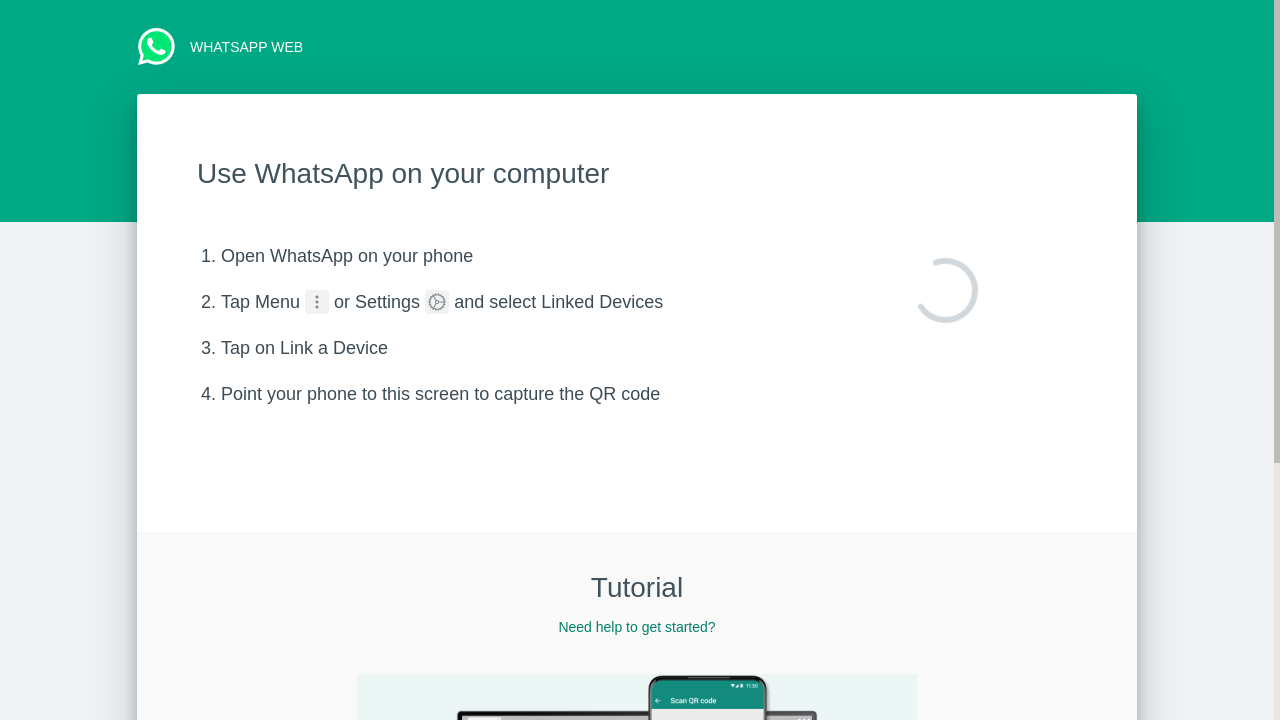 WHATSAPP WEB
Use WhatsApp on your computer
1. Open WhatsApp on your phone
2. Tap Menu or Settings and select Linked Devices
3. Tap on Link a Device
4. Point your phone to this screen to capture the QR code
Tutorial
Need help to get started?
11:50
Scan QR code